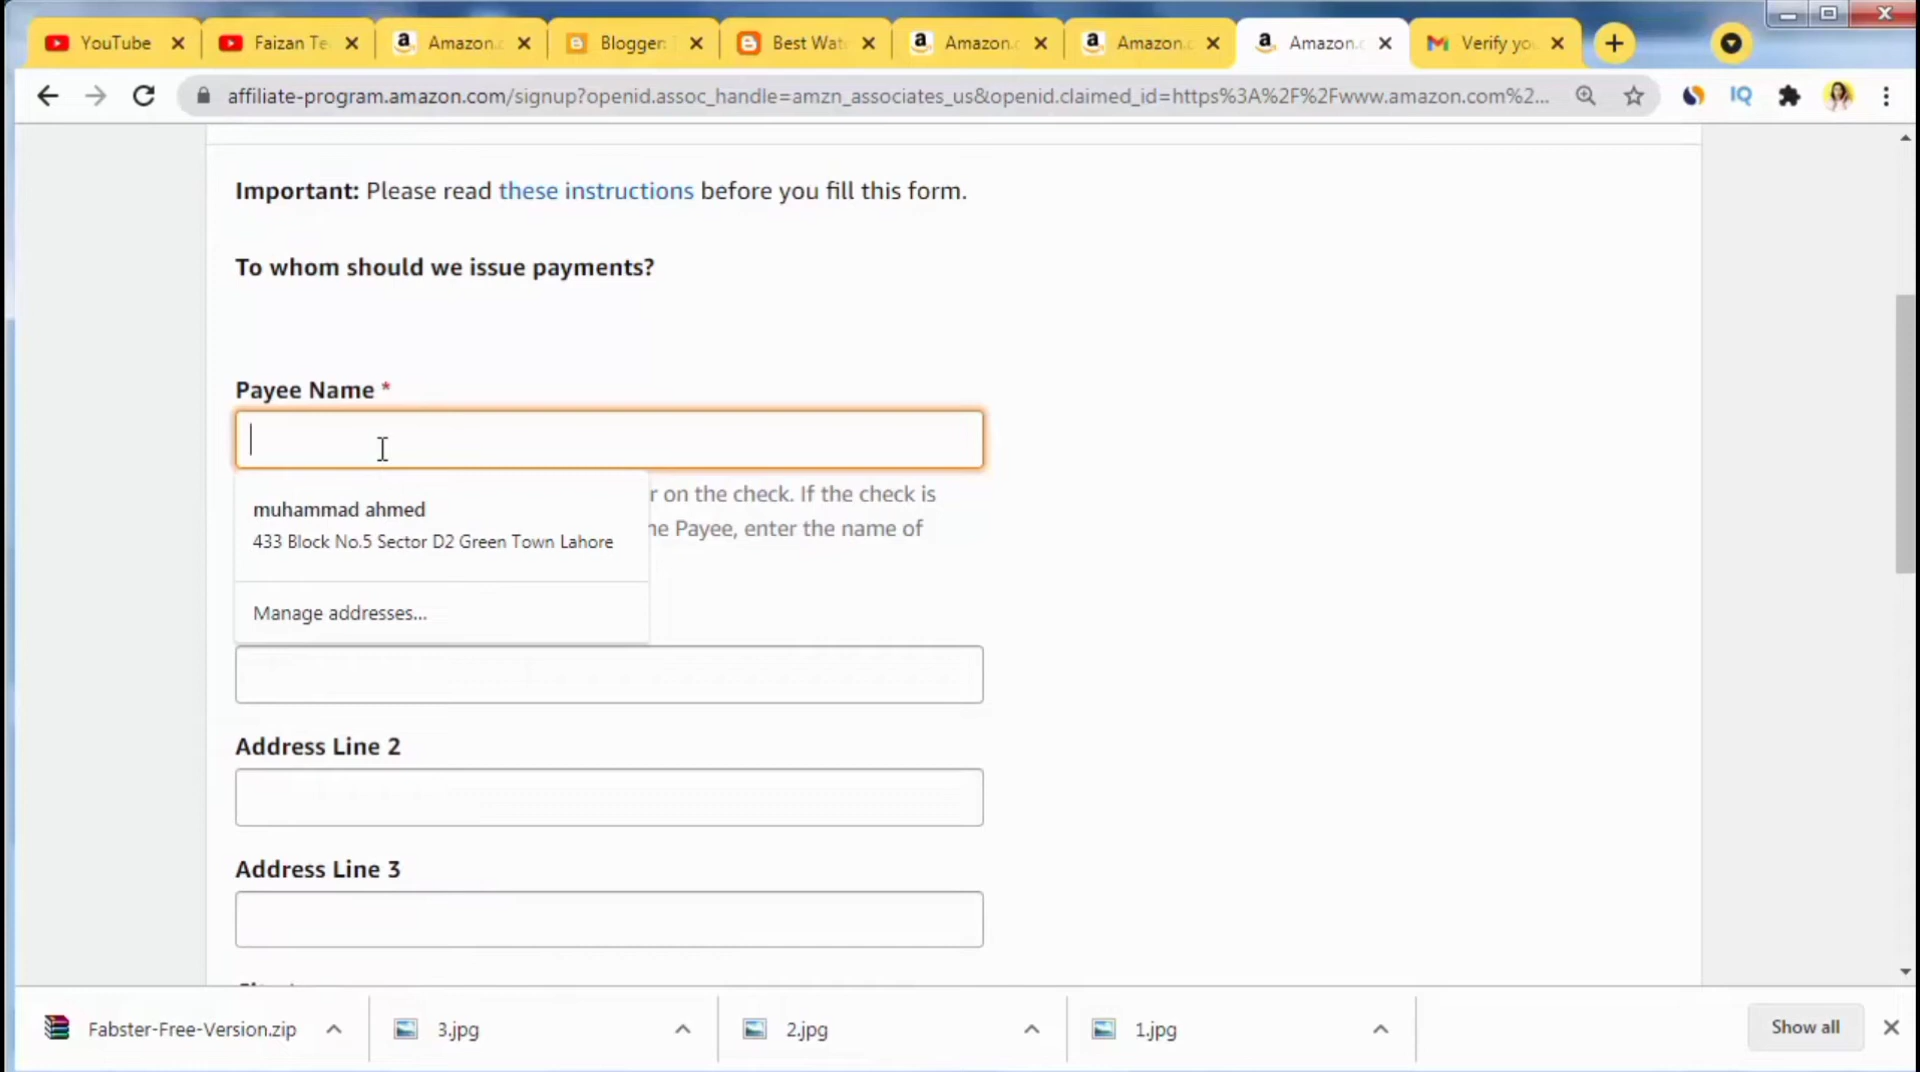 YouTube
Faizan Te
Amazon.c
Blogger: T
Best Wat
Amazon.c
Amazon.c
Amazon.c
Verify yo
affiliate-program.amazon.com/signup?openid.assoc_handle=amzn_associates_us&openid.claimed_id=https%3A%2F%2Fwww.amazon.com%2...
IQ
Important: Please read these instructions before you fill this form.
To whom should we issue payments?
Payee Name *
r on the check. If the check is
muhammad ahmed
433 Block No.5 Sector D2 Green Town Lahore
ne Payee, enter the name of
Manage addresses...
Address Line 2
Address Line 3
Fabster-Free-Version.zip
3.jpg
2.jpg
1.jpg
Show all